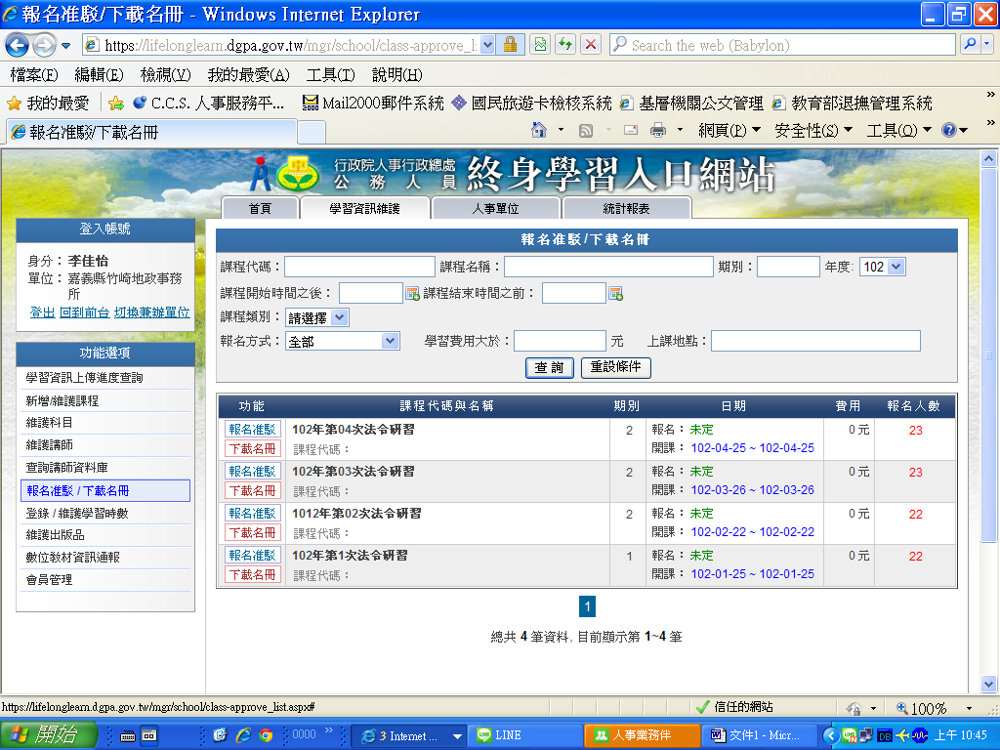 報名准駁/下載名冊 - Windows Internet Explorer
https://lifelonglearn.dgpa.gov.tw/mgr/school/class-approve_l
Search the web (Babylon)
檔案(F) 編輯(E) 檢視(V) 我的最愛(A) 工具(T) 說明(H)
我的最愛 C.C.S. 人事服務平... Mail2000郵件系統 國民旅遊卡檢核系統 基層機關公文管理 教育部退撫管理系統
報名准駁/下載名冊 網頁(P) 安全性(S) 工具(O)
行政院人事行政總處
公務人員 終身學習入口網站
首頁 學習資訊維護 人事單位 統計報表
登入帳號
身分： 李佳怡
單位： 嘉義縣竹崎地政事務
所
登出 回到前台 切換兼辦單位
功能選項
學習資訊上傳進度查詢
新增/維護課程
維護科目
維護講師
查詢講師資料庫
報名准駁 / 下載名冊
登錄 / 維護學習時數
維護出版品
數位教材資訊通報
會員管理
報名准駁/下載名冊
課程代碼： 課程名稱： 期別： 年度: 102
課程開始時間之後： 課程結束時間之前：
課程類別： 請選擇
報名方式： 全部 學習費用大於： 元 上課地點：
查 詢 重設條件
功能 課程代碼與名稱 期別 日期 費用 報名人數
報名准駁 102年第04次法令研習 2 報名： 未定 0 元 23
下載名冊 課程代碼： 開課： 102-04-25 ~ 102-04-25
報名准駁 102年第03次法令研習 2 報名： 未定 0 元 23
下載名冊 課程代碼： 開課： 102-03-26 ~ 102-03-26
報名准駁 1012年第02次法令研習 2 報名： 未定 0 元 22
下載名冊 課程代碼： 開課： 102-02-22 ~ 102-02-22
報名准駁 102年第1次法令研習 1 報名： 未定 0 元 22
下載名冊 課程代碼： 開課： 102-01-25 ~ 102-01-25
1
總共 4 筆資料, 目前顯示第 1~4 筆
https://lifelonglearn.dgpa.gov.tw/mgr/school/class-approve_list.aspx# 信任的網站 100%
開始 0000 3 Internet ... LINE 人事業務伴 文件1 - Micr... 上午 10:45